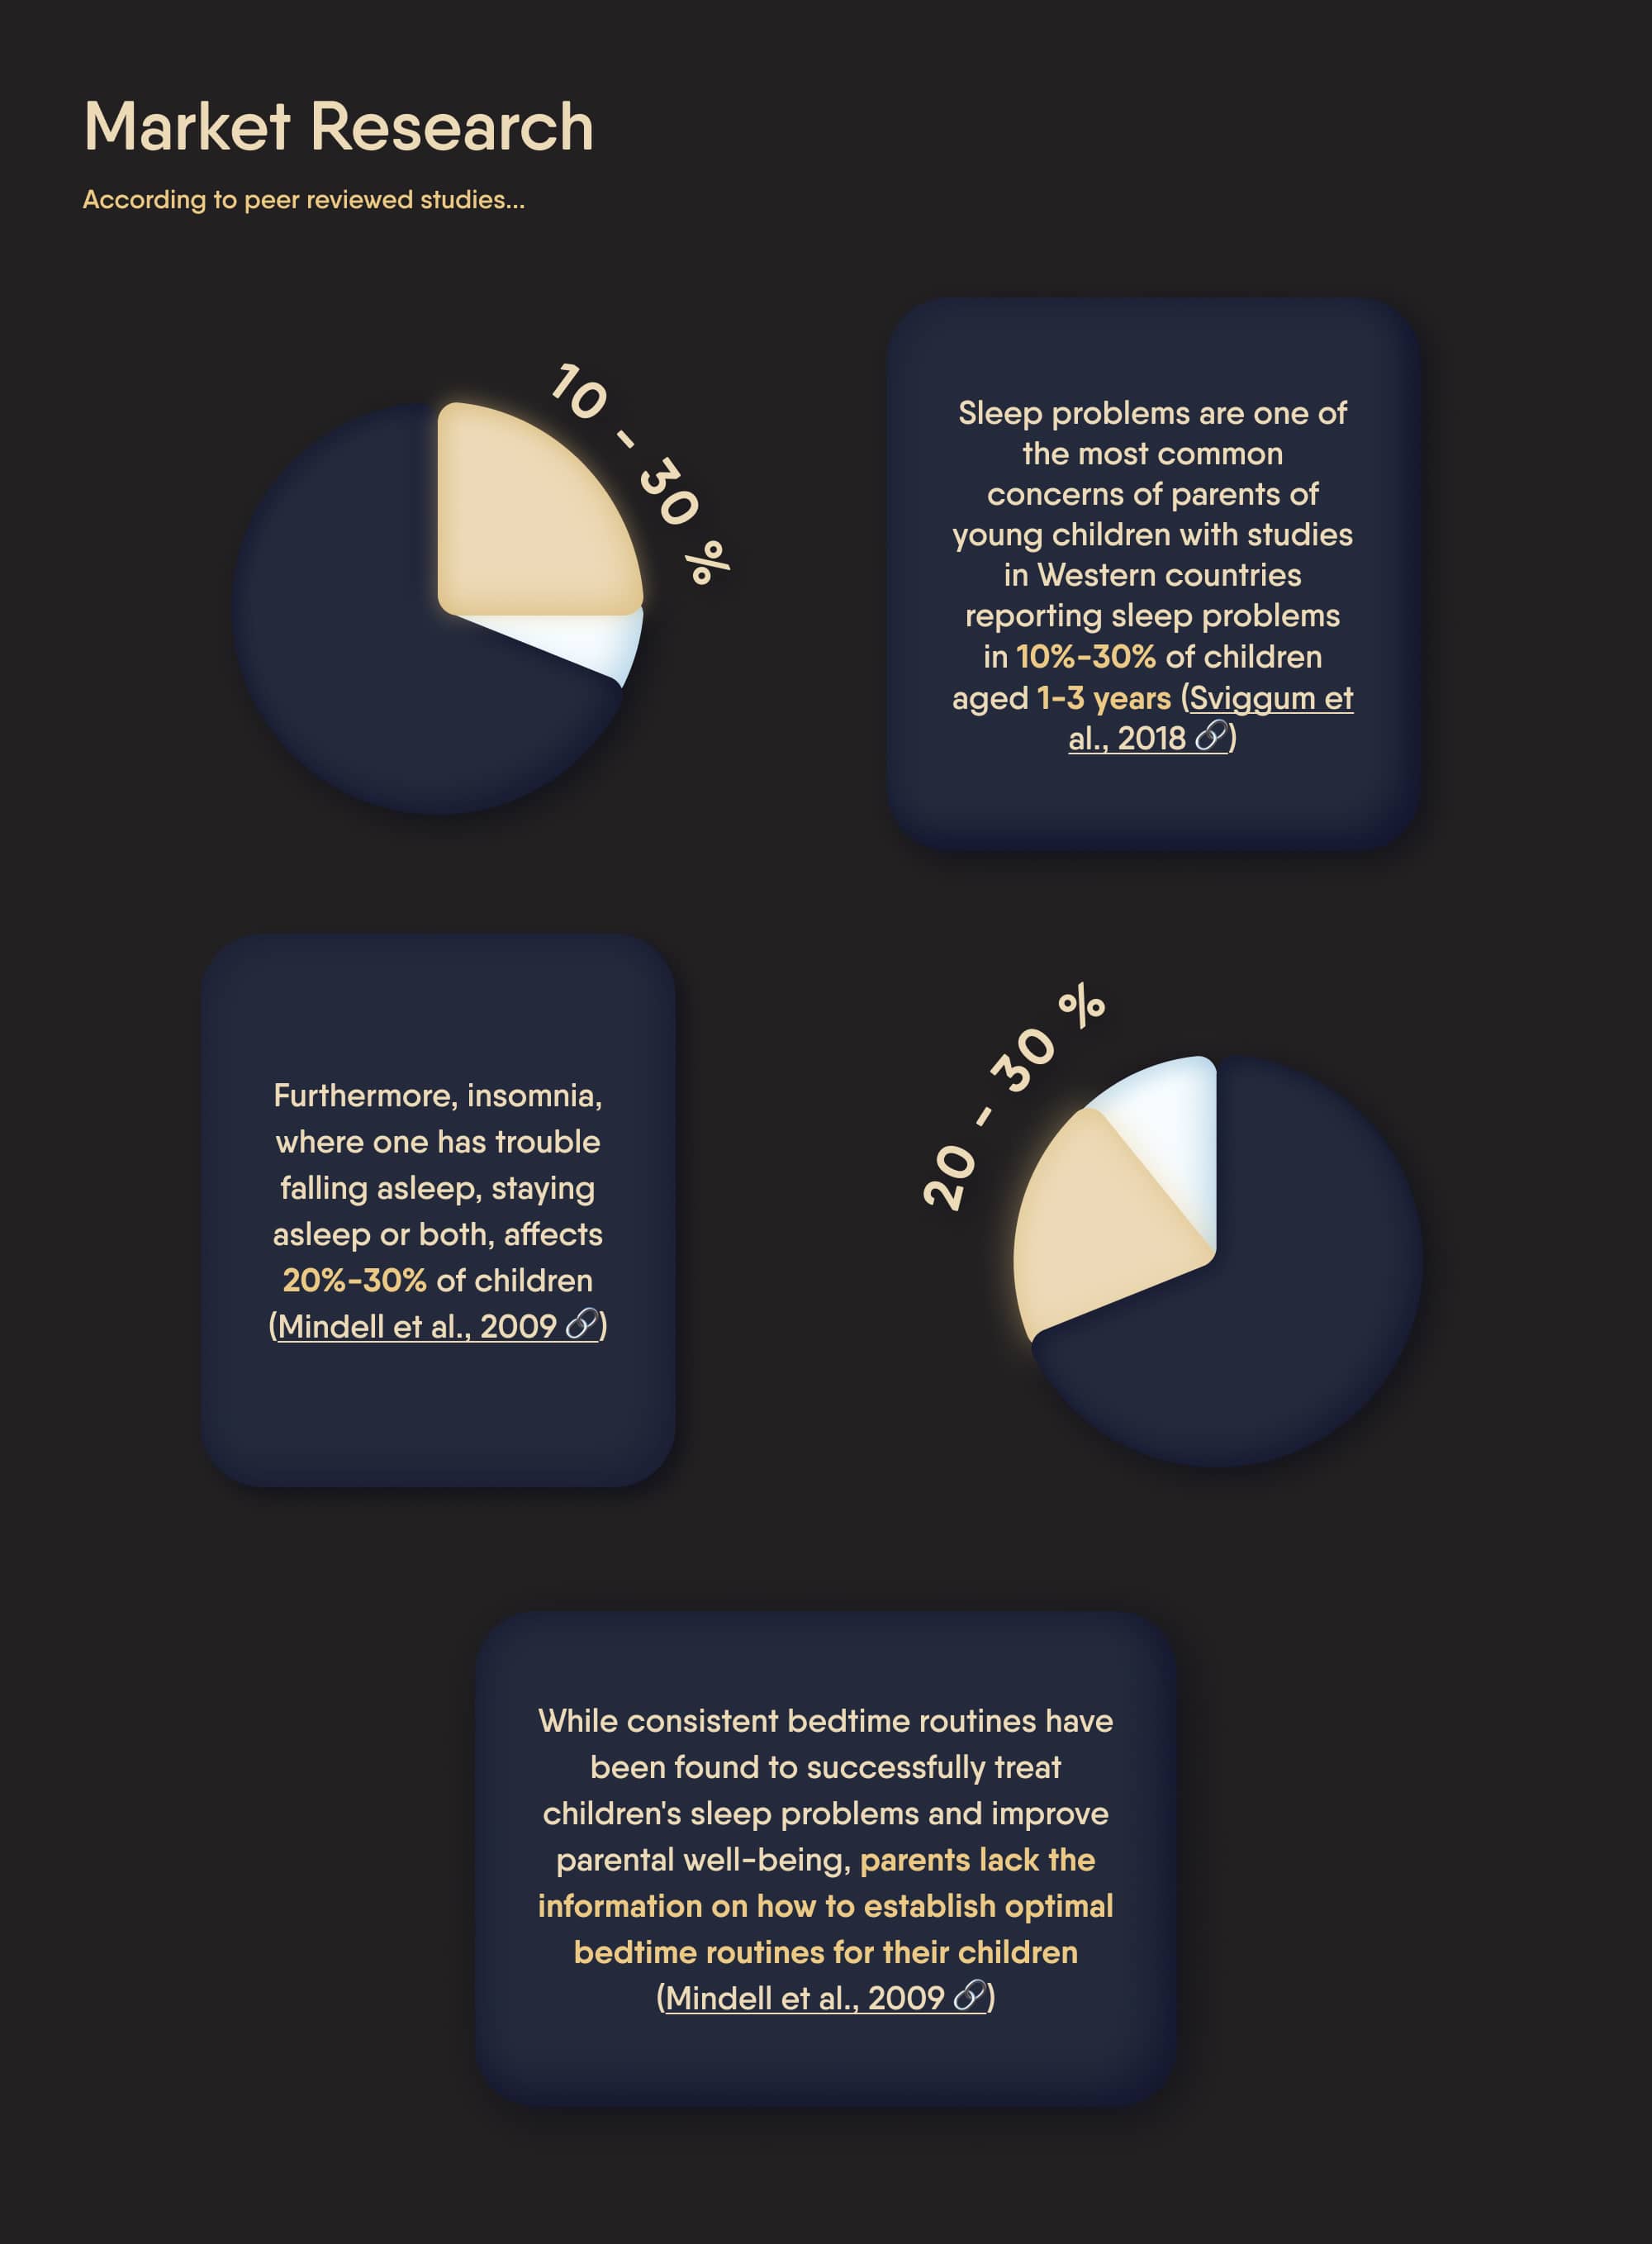 Market Research
According to peer reviewed studies...
10 - 30 %
Sleep problems are one of
the most common
concerns of parents of
young children with studies
in Western countries
reporting sleep problems
in 10%-30% of children
aged 1-3 years (Sviggum et
al., 2018 🔗)
Furthermore, insomnia,
where one has trouble
falling asleep, staying
asleep or both, affects
20%-30% of children
(Mindell et al., 2009 🔗)
20 - 30 %
While consistent bedtime routines have
been found to successfully treat
children's sleep problems and improve
parental well-being, parents lack the
information on how to establish optimal
bedtime routines for their children
(Mindell et al., 2009 🔗)